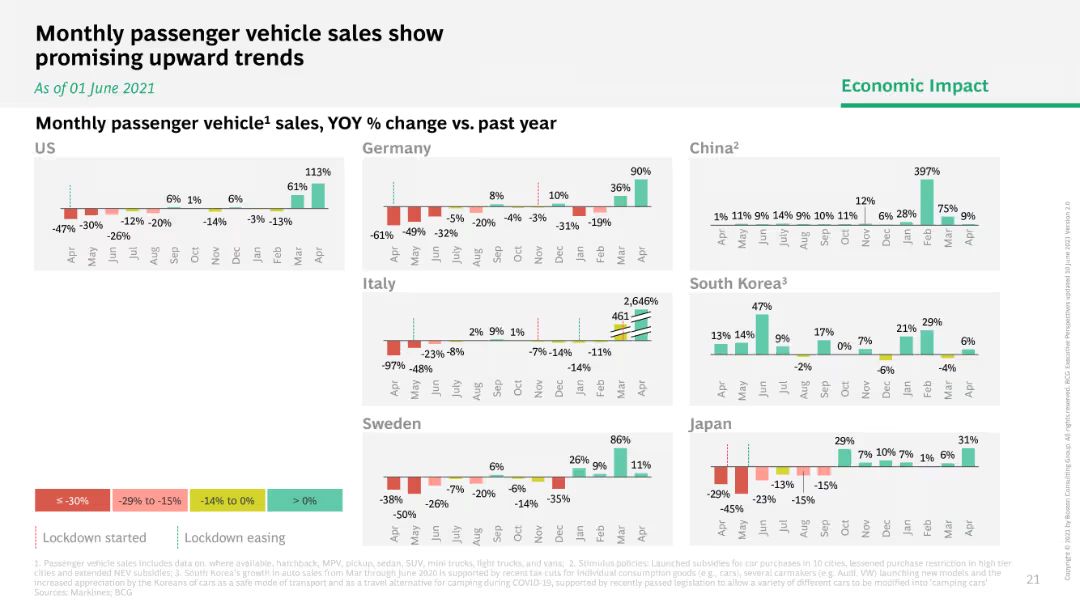 Monthly passenger vehicle sales show
promising upward trends
As of 01 June 2021
Economic Impact
Monthly passenger vehicle¹ sales, YOY % change vs. past year
US
113%
61%
6% 1% 6%
-47% -30% -26% -12% -20% -14% -3% -13%
Apr May Jun Jul Aug Sep Oct Nov Dec Jan Feb Mar Apr
Germany
90%
36%
8% 10%
-61% -49% -32% -5% -20% -4% -3% -31% -19%
Apr May Jun July Aug Sep Oct Nov Dec Jan Feb Mar Apr
China²
397%
1% 11% 9% 14% 9% 10% 11% 12% 6% 28% 75% 9%
Apr May Jun July Aug Sep Oct Nov Dec Jan Feb Mar Apr
Italy
2,646%
461
2% 9% 1%
-97% -48% -23% -8% -7% -14% -14% -11%
Apr May Jun July Aug Sep Oct Nov Dec Jan Feb Mar Apr
South Korea³
13% 14% 47% 9% -2% 17% 0% 7% -6% 21% 29% -4% 6%
Apr May Jun July Aug Sep Oct Nov Dec Jan Feb Mar Apr
Sweden
86%
6% 26% 9% 11%
-38% -50% -26% -7% -20% -6% -14% -35%
Apr May Jun July Aug Sep Oct Nov Dec Jan Feb Mar Apr
Japan
29% 7% 10% 7% 1% 6% 31%
-29% -45% -23% -13% -15% -15%
Apr May Jun Jul Aug Sep Oct Nov Dec Jan Feb Mar Apr
≤ -30% -29% to -15% -14% to 0% > 0%
Lockdown started Lockdown easing
1. Passenger vehicle sales includes data on, where available, hatchback, MPV, pickup, sedan, SUV, mini trucks, light trucks, and vans; 2. Stimulus policies: Launched subsidies for car purchases in 10 cities, lessened purchase restriction in high tier
cities and extended NEV subsidies; 3. South Korea's growth in auto sales from Mar through June 2020 is supported by recent tax cuts for individual consumption goods (e.g., cars), several carmakers (e.g. Audi, VW) launching new models and the
increased appreciation by the Koreans of cars as a safe mode of transport and as a travel alternative for camping during COVID-19, supported by recently passed legislation to allow a variety of different cars to be modified into 'camping cars'
Sources: Marklines; BCG
21
Copyright © 2021 by Boston Consulting Group. All rights reserved. BCG Executive Perspectives updated 10 June 2021 Version 2.0